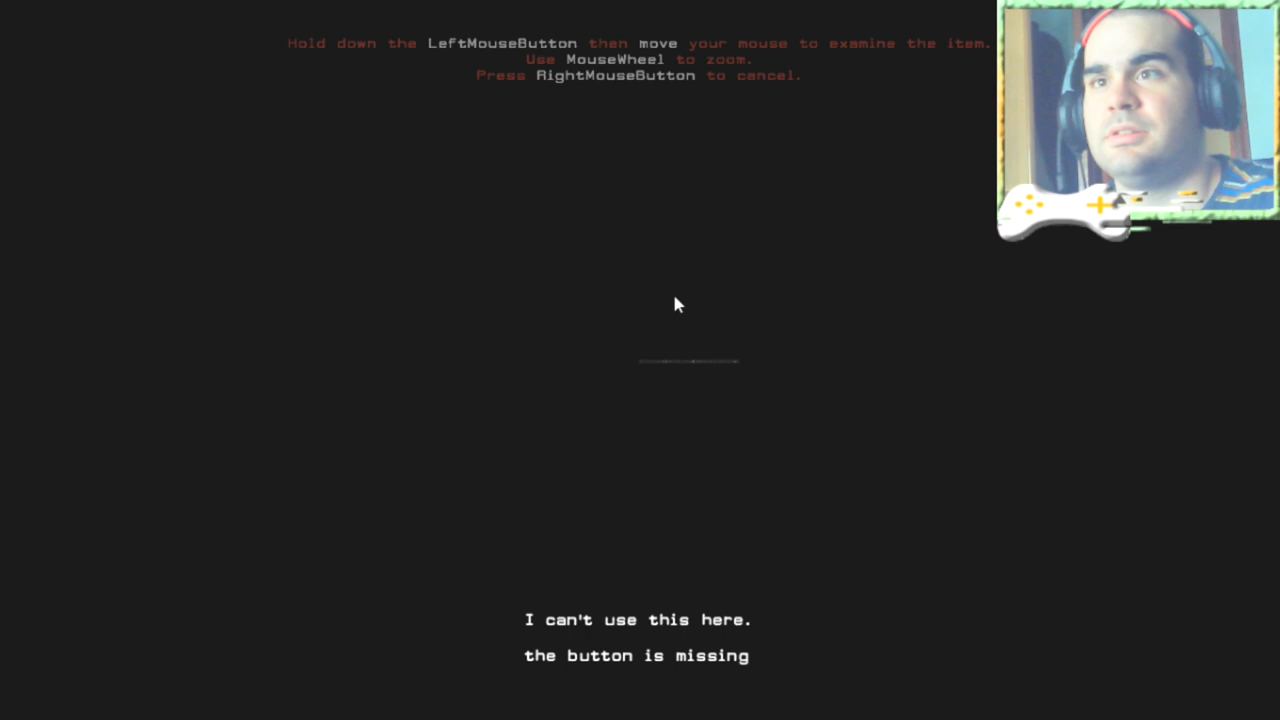 Hold down the LeftMouseButton then move your mouse to examine the item.
Use MouseWheel to zoom.
Press RightMouseButton to cancel.
I can't use this here.
the button is missing